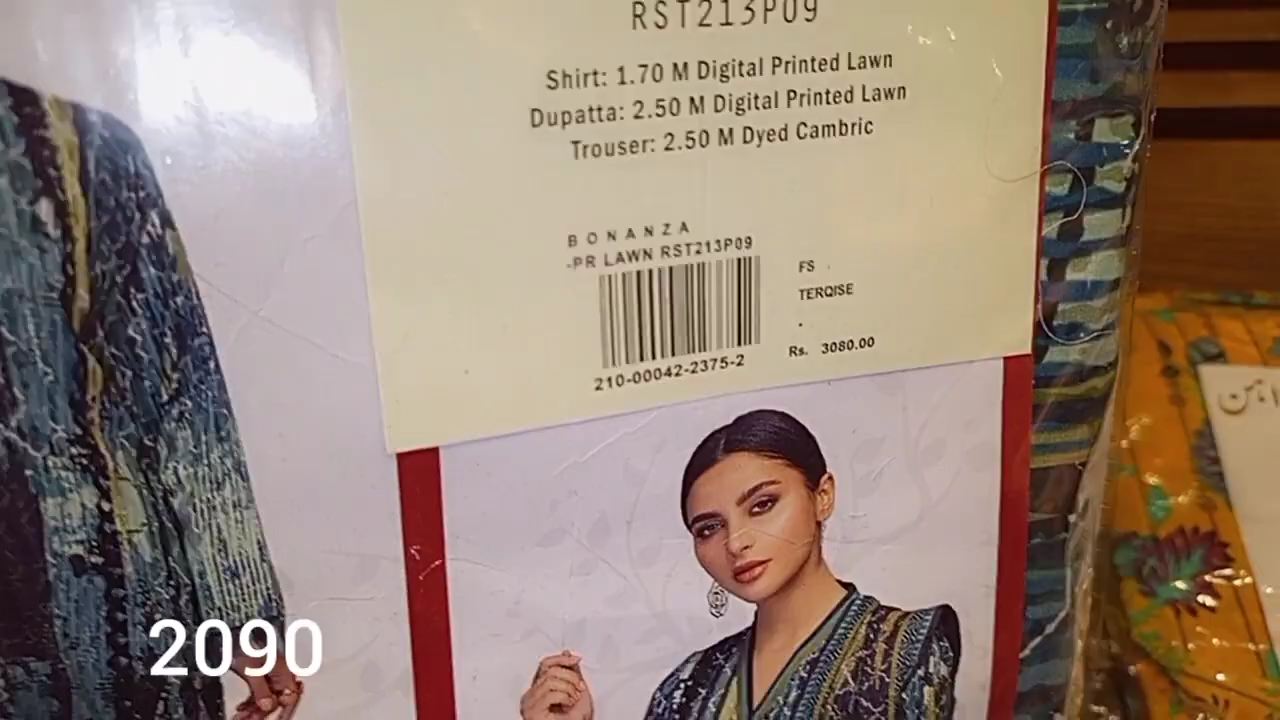 RST213P09
Shirt: 1.70 M Digital Printed Lawn
Dupatta: 2.50 M Digital Printed Lawn
Trouser: 2.50 M Dyed Cambric
BONANZA
-PR LAWN RST213P09
FS
TERQISE
.
Rs. 3080.00
210-00042-2375-2
2090